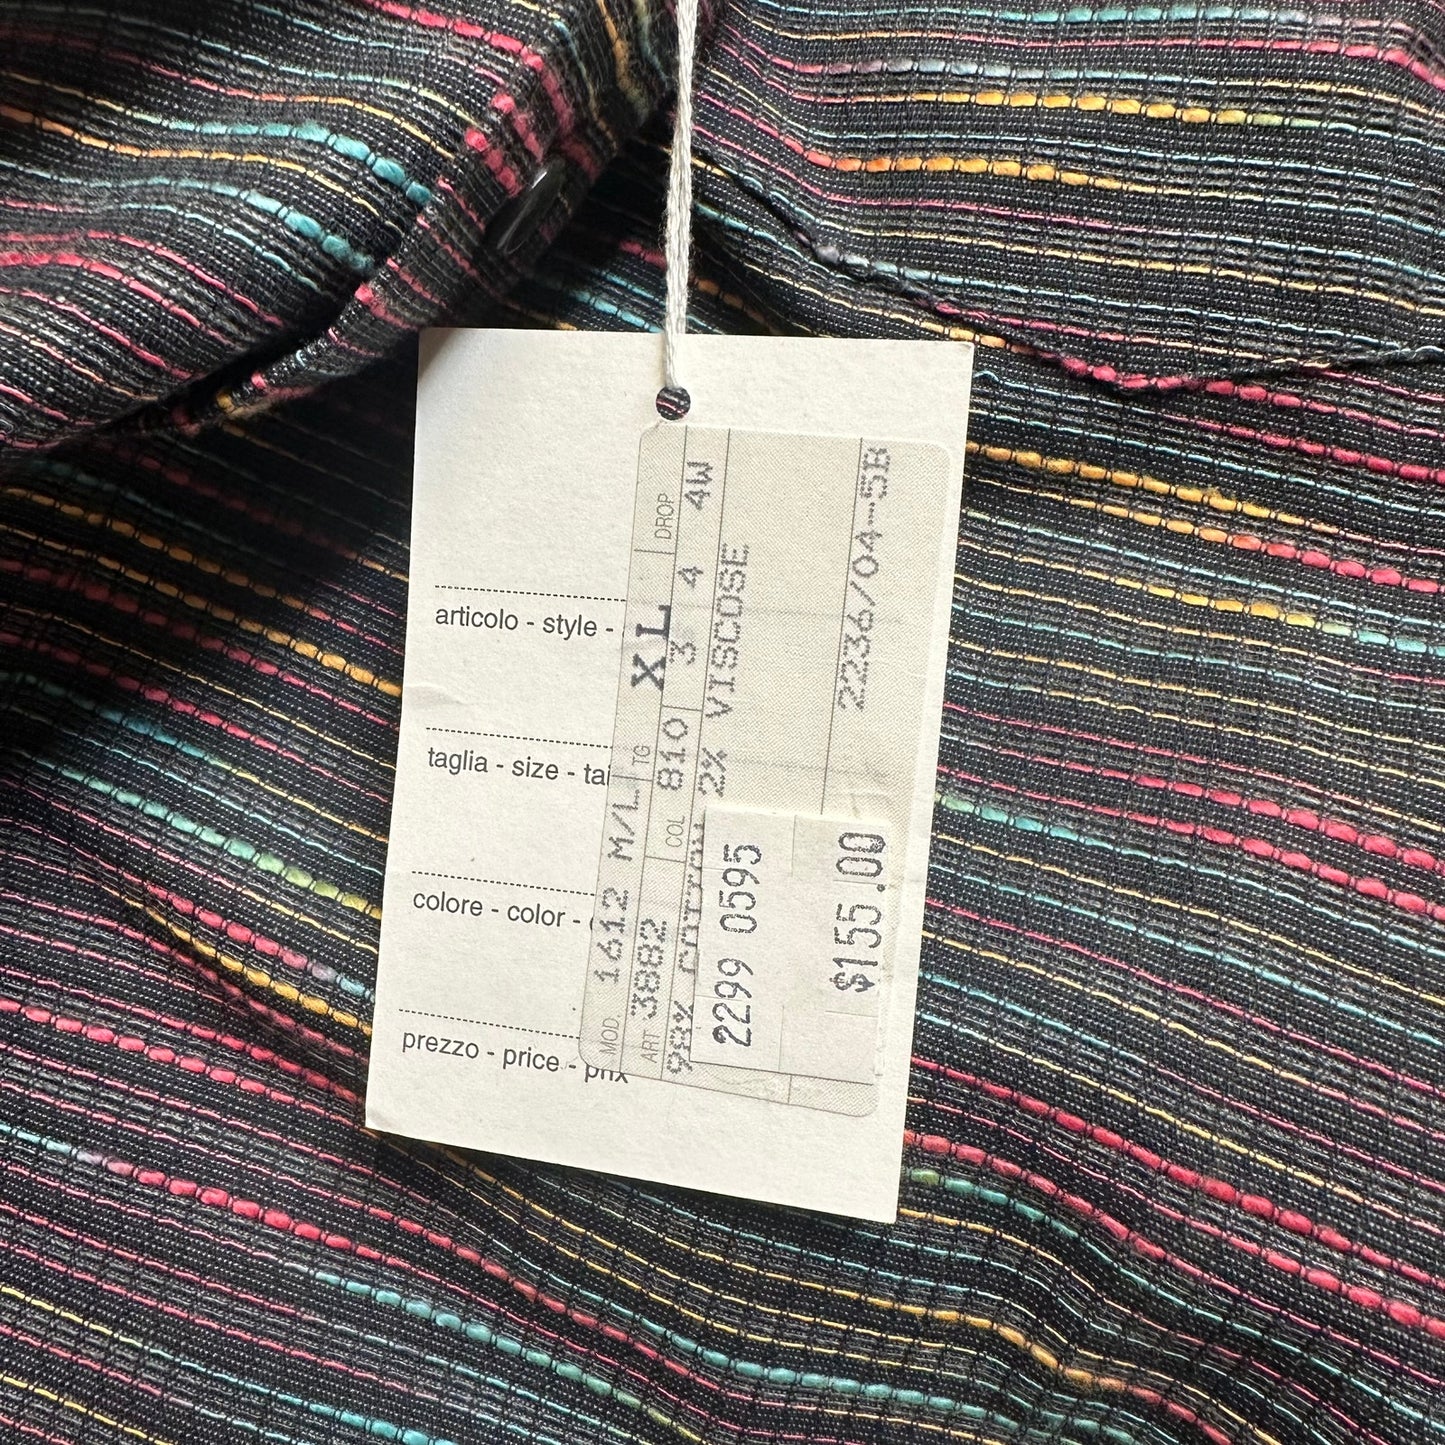 articolo - style -
taglia - size - tai
colore - color -
prezzo - price - prix
MOD. 1612 M/L TG XL DROP
ART 3882 COL 810 3 4 4W
98% COTTON 2% VISCOSE
2236/04-5B
2299 0595
$155.00